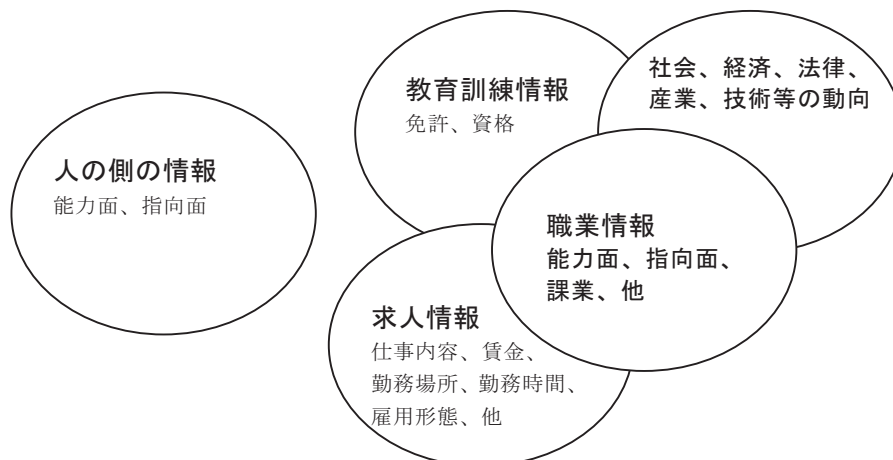 人の側の情報
能力面、指向面
教育訓練情報
免許、資格
社会、経済、法律、
産業、技術等の動向
職業情報
能力面、指向面、
課業、他
求人情報
仕事内容、賃金、
勤務場所、勤務時間、
雇用形態、他